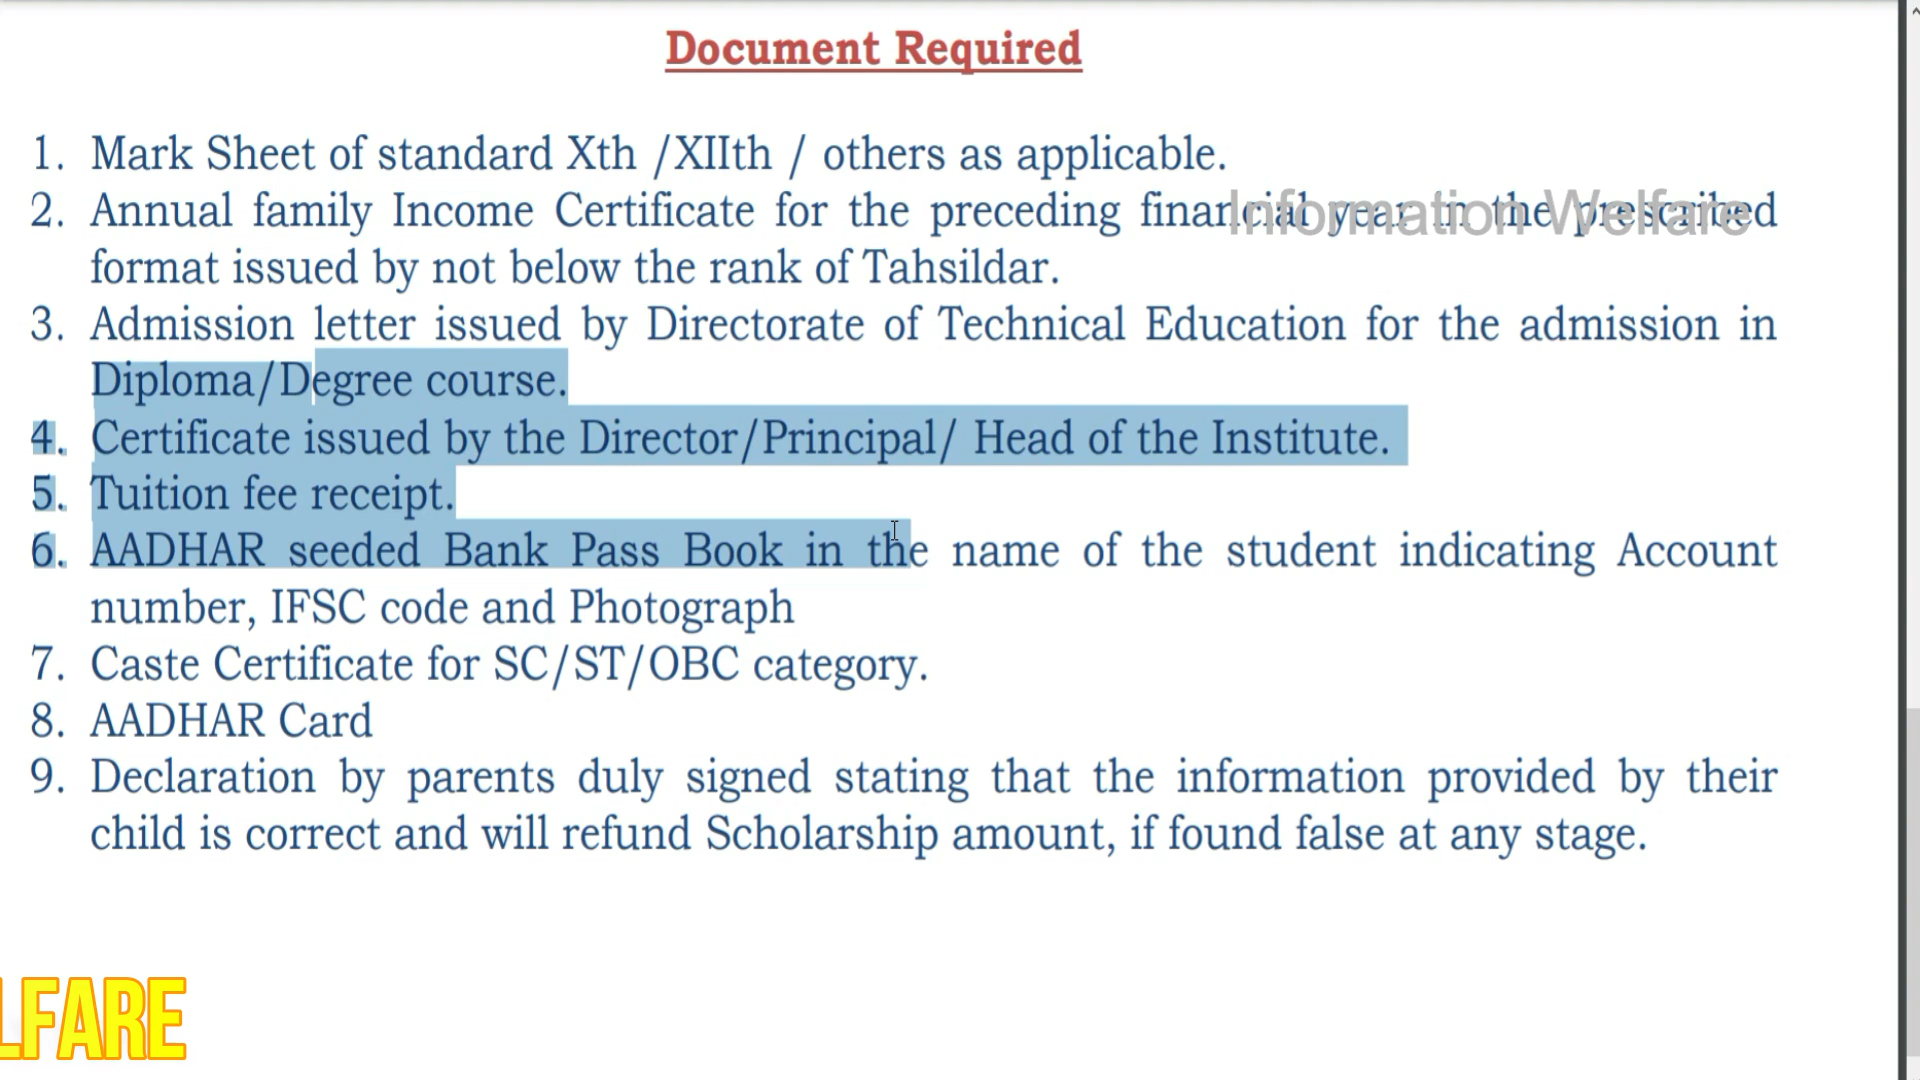 Document Required
1. Mark Sheet of standard Xth /XIIth / others as applicable.
2. Annual family Income Certificate for the preceding financial year in the prescribed
Information Welfare
format issued by not below the rank of Tahsildar.
3. Admission letter issued by Directorate of Technical Education for the admission in
Diploma/Degree course.
4. Certificate issued by the Director/Principal/ Head of the Institute.
5. Tuition fee receipt.
6. AADHAR seeded Bank Pass Book in the name of the student indicating Account
number, IFSC code and Photograph
7. Caste Certificate for SC/ST/OBC category.
8. AADHAR Card
9. Declaration by parents duly signed stating that the information provided by their
child is correct and will refund Scholarship amount, if found false at any stage.
LFARE